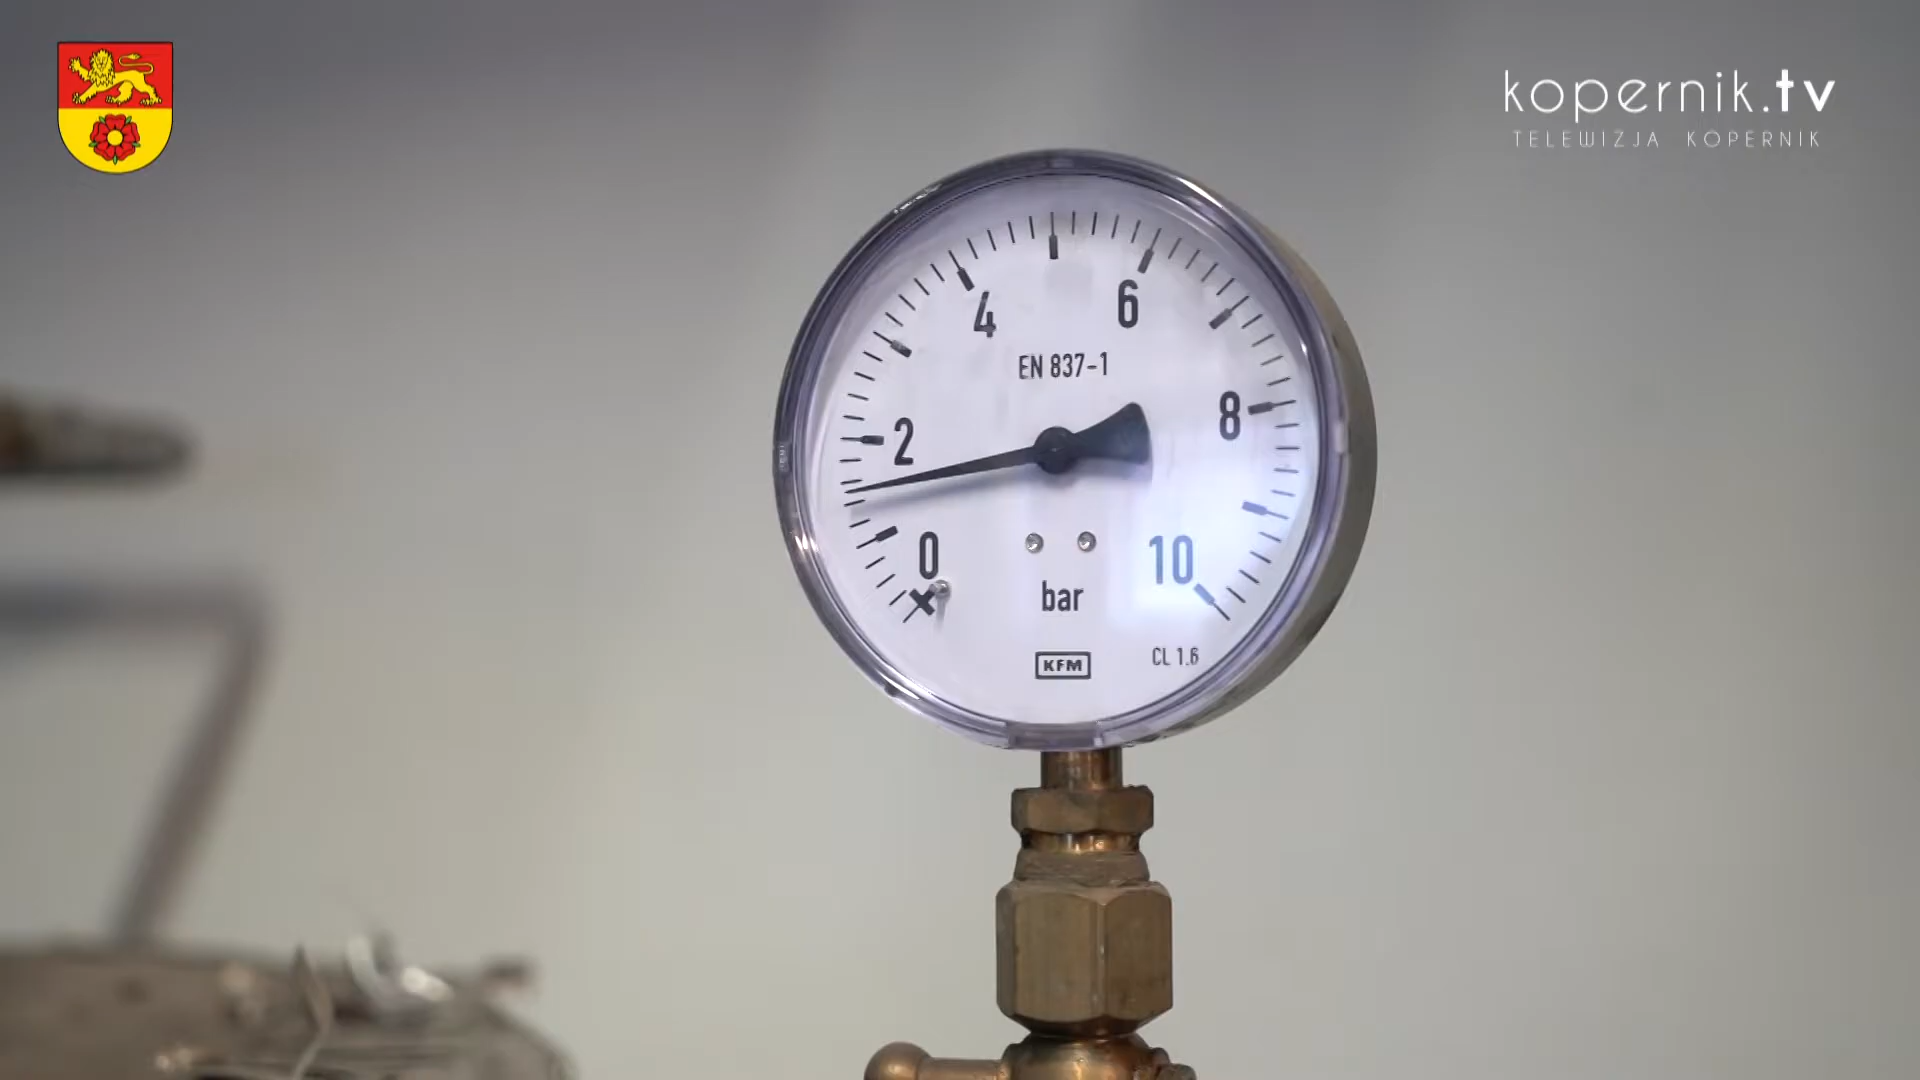 kopernik.tv
TELEWIZJA KOPERNIK
4
6
EN 837-1
2
8
0
10
bar
KFM
CL 1.6